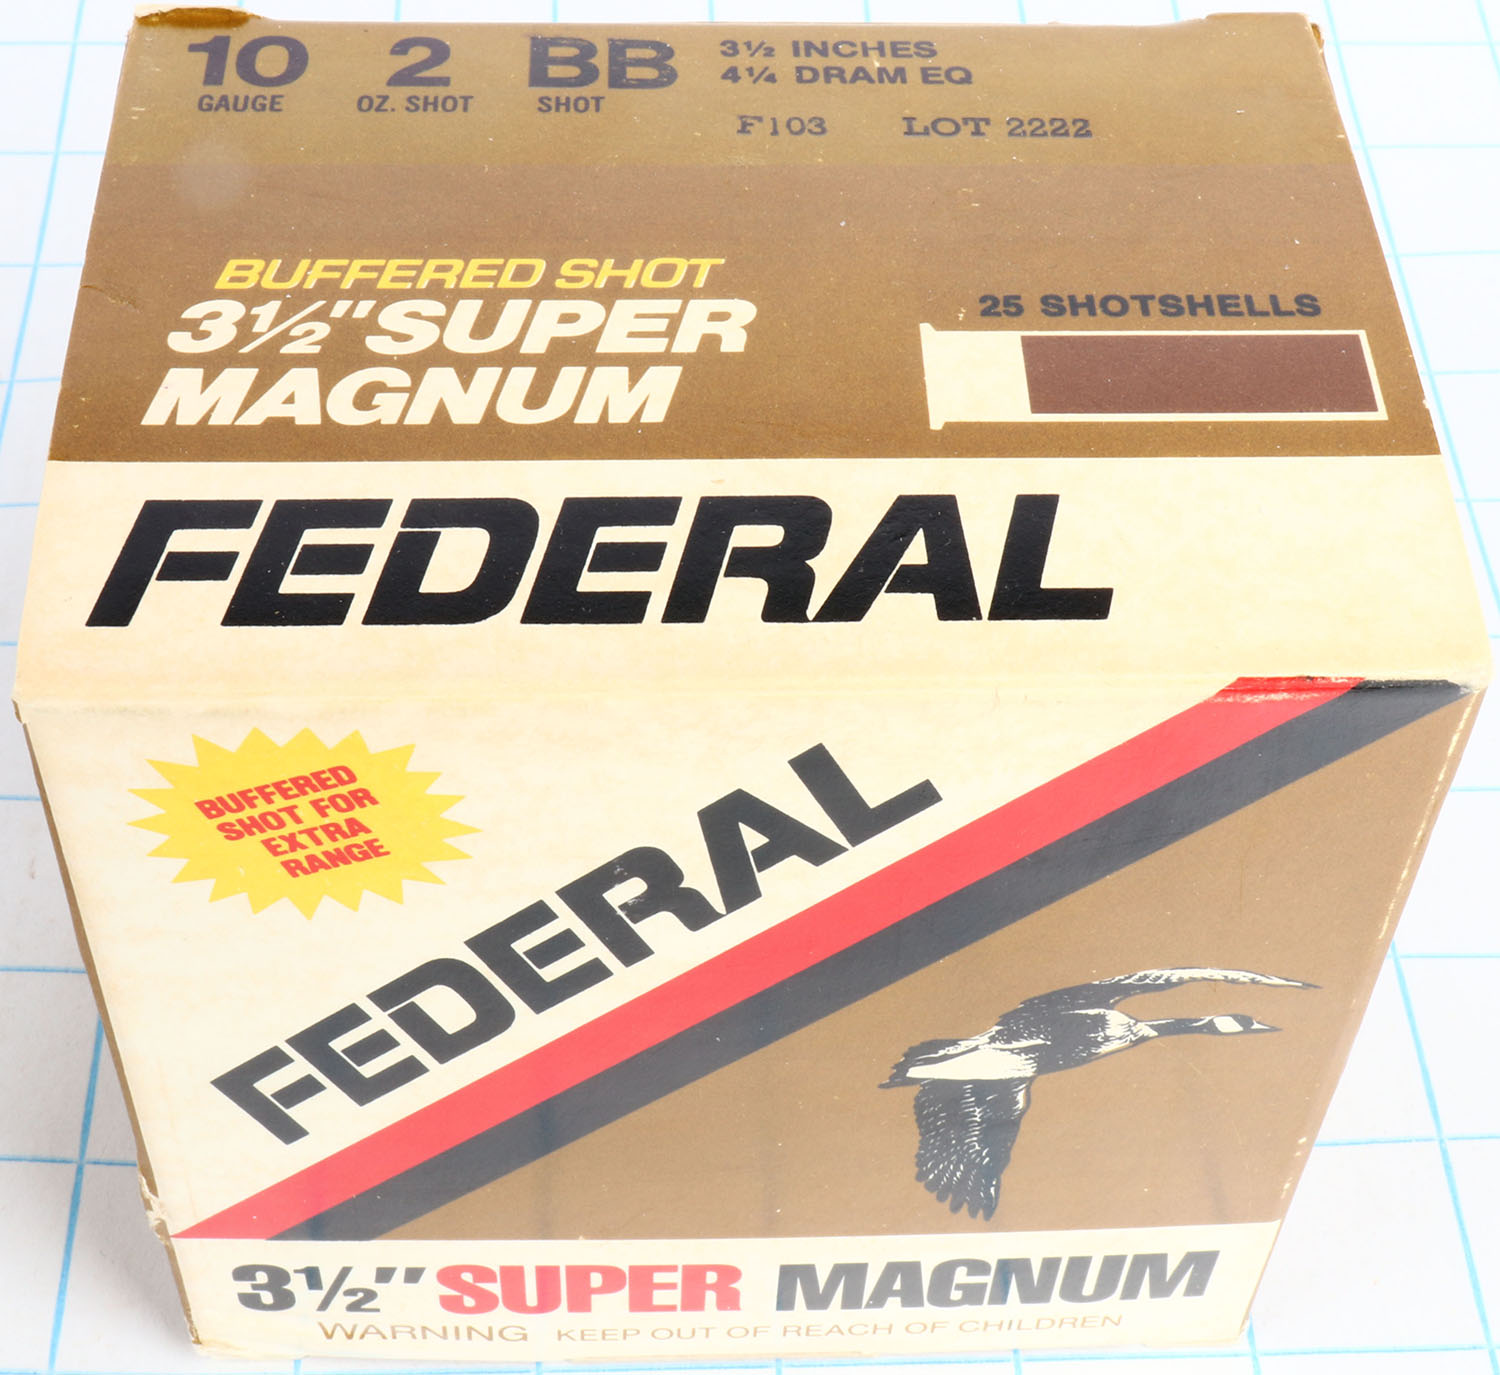 10 2 BB 3½ INCHES
GAUGE OZ. SHOT SHOT 4¼ DRAM EQ
F103 LOT 2222
BUFFERED SHOT
3½" SUPER
MAGNUM
25 SHOTSHELLS
FEDERAL
BUFFERED
SHOT FOR
EXTRA
RANGE
FEDERAL
3½" SUPER MAGNUM
WARNING KEEP OUT OF REACH OF CHILDREN